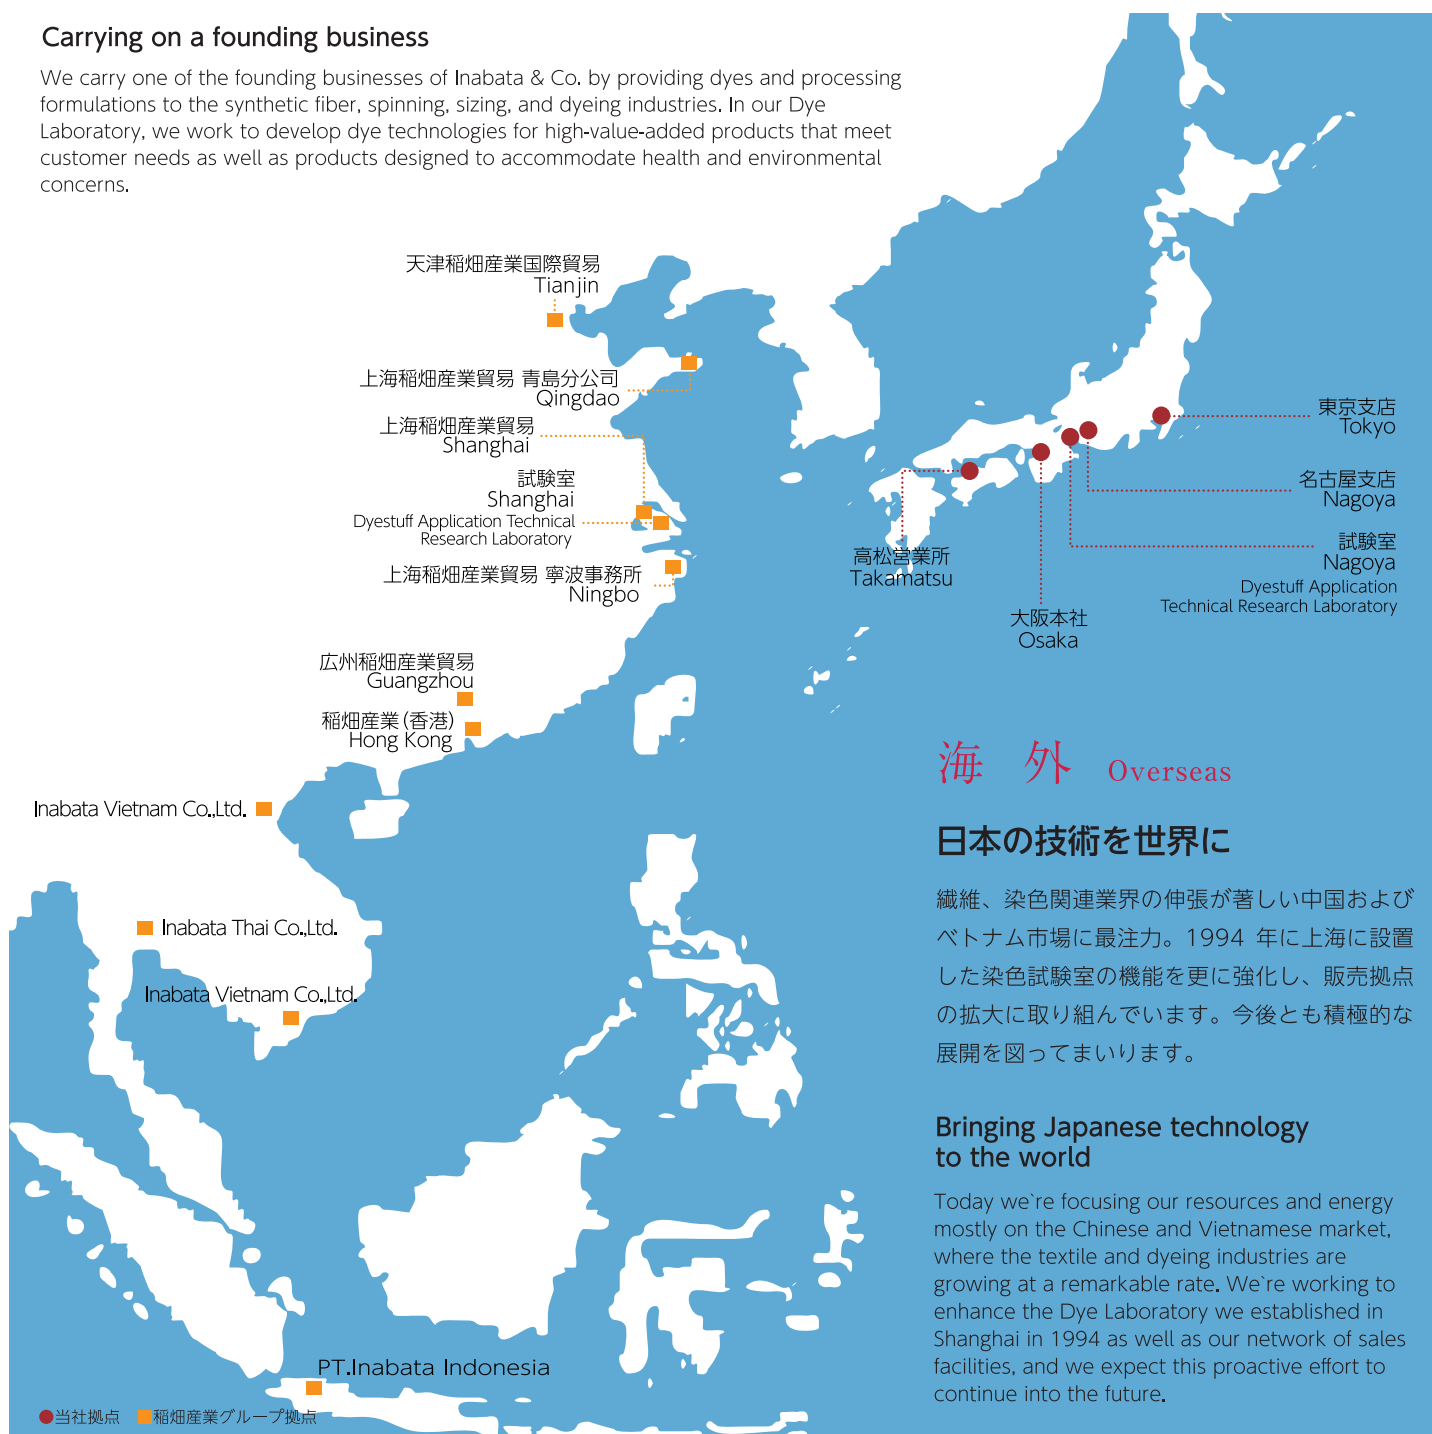 Carrying on a founding business
We carry one of the founding businesses of Inabata & Co. by providing dyes and processing
formulations to the synthetic fiber, spinning, sizing, and dyeing industries. In our Dye
Laboratory, we work to develop dye technologies for high-value-added products that meet
customer needs as well as products designed to accommodate health and environmental
concerns.
天津稲畑産業国際貿易
Tianjin
上海稲畑産業貿易 青島分公司
Qingdao
上海稲畑産業貿易
Shanghai
試験室
Shanghai
Dyestuff Application Technical
Research Laboratory
上海稲畑産業貿易 寧波事務所
Ningbo
広州稲畑産業貿易
Guangzhou
稲畑産業(香港)
Hong Kong
Inabata Vietnam Co.,Ltd.
Inabata Thai Co.,Ltd.
Inabata Vietnam Co.,Ltd.
PT.Inabata Indonesia
東京支店
Tokyo
名古屋支店
Nagoya
試験室
Nagoya
Dyestuff Application
Technical Research Laboratory
高松営業所
Takamatsu
大阪本社
Osaka
海 外 Overseas
日本の技術を世界に
繊維、染色関連業界の伸張が著しい中国および
ベトナム市場に最注力。1994 年に上海に設置
した染色試験室の機能を更に強化し、販売拠点
の拡大に取り組んでいます。今後とも積極的な
展開を図ってまいります。
Bringing Japanese technology
to the world
Today we`re focusing our resources and energy
mostly on the Chinese and Vietnamese market,
where the textile and dyeing industries are
growing at a remarkable rate. We`re working to
enhance the Dye Laboratory we established in
Shanghai in 1994 as well as our network of sales
facilities, and we expect this proactive effort to
continue into the future.
●当社拠点 ■稲畑産業グループ拠点